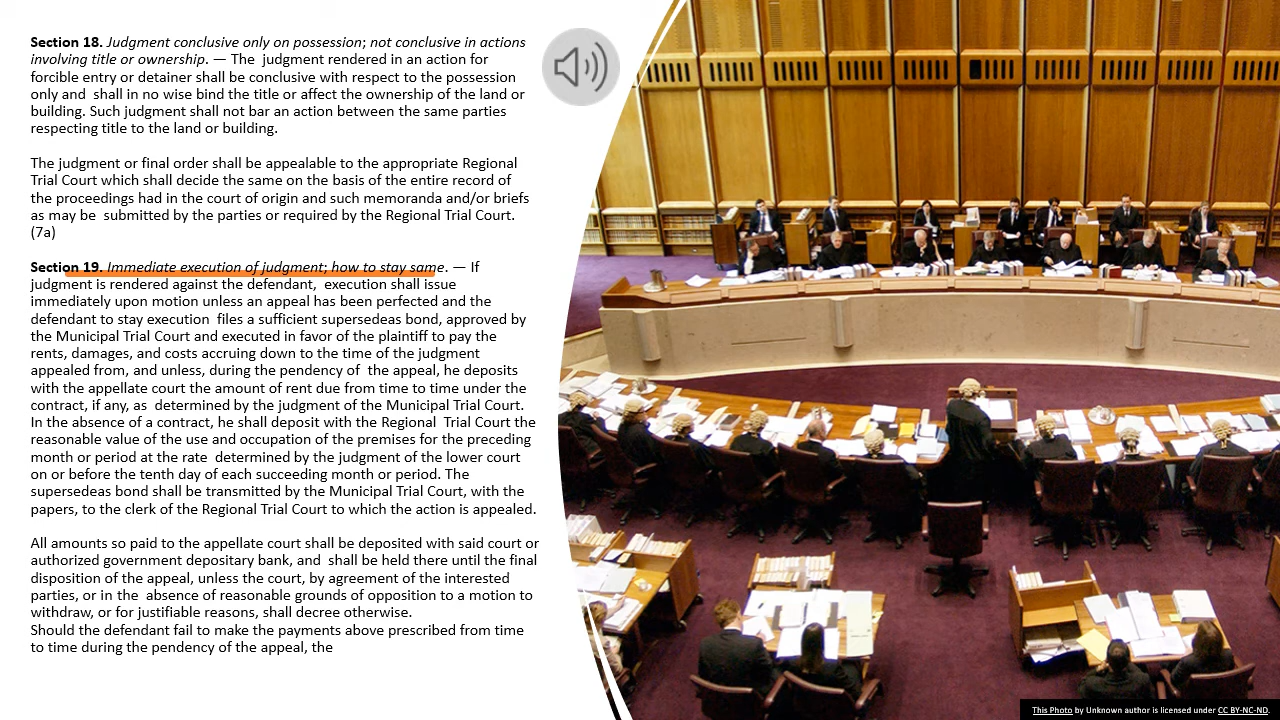 Section 18. Judgment conclusive only on possession; not conclusive in actions
involving title or ownership. — The judgment rendered in an action for
forcible entry or detainer shall be conclusive with respect to the possession
only and shall in no wise bind the title or affect the ownership of the land or
building. Such judgment shall not bar an action between the same parties
respecting title to the land or building.
The judgment or final order shall be appealable to the appropriate Regional
Trial Court which shall decide the same on the basis of the entire record of
the proceedings had in the court of origin and such memoranda and/or briefs
as may be submitted by the parties or required by the Regional Trial Court.
(7a)
Section 19. Immediate execution of judgment; how to stay same. — If
judgment is rendered against the defendant, execution shall issue
immediately upon motion unless an appeal has been perfected and the
defendant to stay execution files a sufficient supersedeas bond, approved by
the Municipal Trial Court and executed in favor of the plaintiff to pay the
rents, damages, and costs accruing down to the time of the judgment
appealed from, and unless, during the pendency of the appeal, he deposits
with the appellate court the amount of rent due from time to time under the
contract, if any, as determined by the judgment of the Municipal Trial Court.
In the absence of a contract, he shall deposit with the Regional Trial Court the
reasonable value of the use and occupation of the premises for the preceding
month or period at the rate determined by the judgment of the lower court
on or before the tenth day of each succeeding month or period. The
supersedeas bond shall be transmitted by the Municipal Trial Court, with the
papers, to the clerk of the Regional Trial Court to which the action is appealed.
All amounts so paid to the appellate court shall be deposited with said court or
authorized government depositary bank, and shall be held there until the final
disposition of the appeal, unless the court, by agreement of the interested
parties, or in the absence of reasonable grounds of opposition to a motion to
withdraw, or for justifiable reasons, shall decree otherwise.
Should the defendant fail to make the payments above prescribed from time
to time during the pendency of the appeal, the
This Photo by Unknown author is licensed under CC BY-NC-ND.